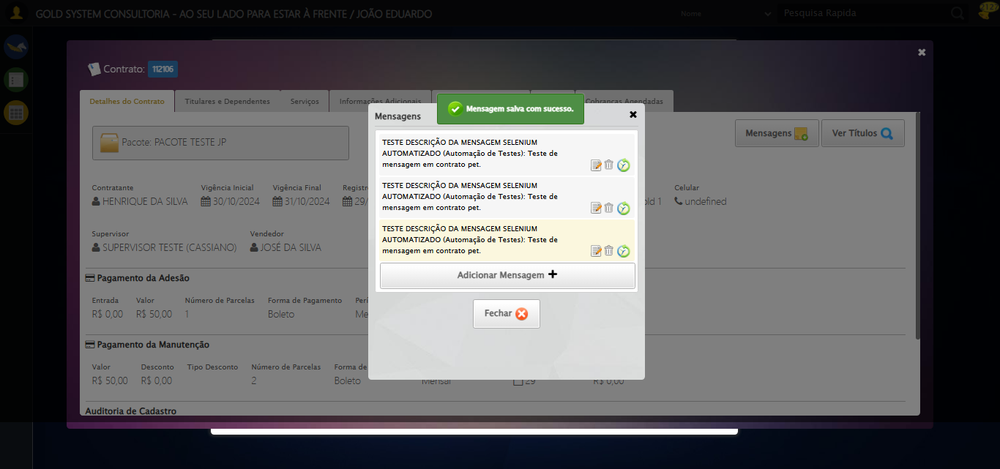 GOLD SYSTEM CONSULTORIA - AO SEU LADO PARA ESTAR À FRENTE / JOÃO EDUARDO
Nome
Pesquisa Rapida
Contrato: 112106
Detalhes do Contrato
Titulares e Dependentes
Serviços
Informações Adicionais
Cobranças Agendadas
Mensagem salva com sucesso.
Mensagens
Pacote: PACOTE TESTE JP
Mensagens
Ver Títulos
TESTE DESCRIÇÃO DA MENSAGEM SELENIUM
AUTOMATIZADO (Automação de Testes): Teste de
mensagem em contrato pet.
TESTE DESCRIÇÃO DA MENSAGEM SELENIUM
AUTOMATIZADO (Automação de Testes): Teste de
mensagem em contrato pet.
TESTE DESCRIÇÃO DA MENSAGEM SELENIUM
AUTOMATIZADO (Automação de Testes): Teste de
mensagem em contrato pet.
Adicionar Mensagem
Fechar
Contratante Vigência Inicial Vigência Final Registro Celular
HENRIQUE DA SILVA 30/10/2024 31/10/2024 29/ old 1 undefined
Supervisor Vendedor
SUPERVISOR TESTE (CASSIANO) JOSÉ DA SILVA
Pagamento da Adesão
Entrada Valor Número de Parcelas Forma de Pagamento Perí
R$ 0,00 R$ 50,00 1 Boleto Me
Pagamento da Manutenção
Valor Desconto Tipo Desconto Número de Parcelas Forma de
R$ 50,00 R$ 0,00 2 Boleto Mensal 29 R$ 0,00
Auditoria de Cadastro